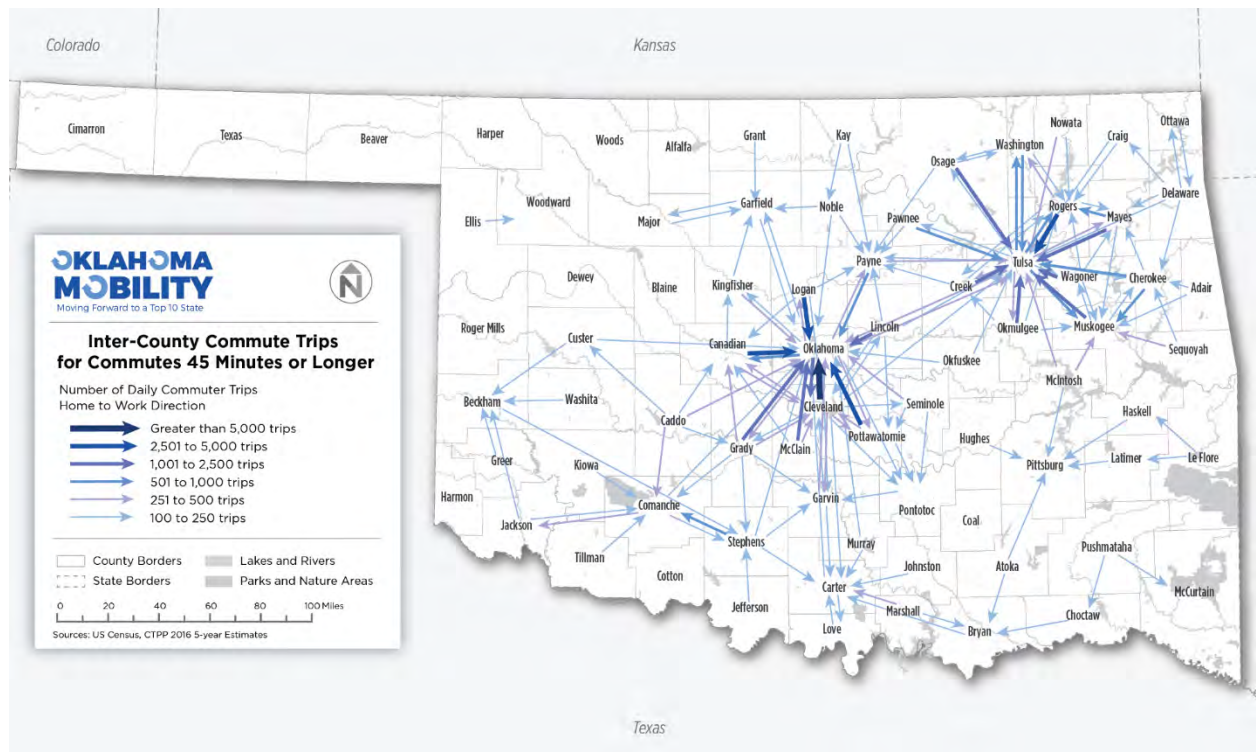 Colorado
Kansas
Cimarron
Texas
Beaver
Harper
Woods
Alfalfa
Grant
Kay
Nowata
Craig
Ottawa
Washington
Osage
Ellis
Woodward
Major
Garfield
Noble
Pawnee
Rogers
Mayes
Delaware
Dewey
Blaine
Kingfisher
Logan
Payne
Creek
Tulsa
Wagoner
Cherokee
Adair
Roger Mills
Custer
Canadian
Oklahoma
Lincoln
Okfuskee
Okmulgee
Muskogee
Sequoyah
McIntosh
Beckham
Washita
Caddo
Cleveland
Seminole
Haskell
Greer
Kiowa
Grady
McClain
Pottawatomie
Hughes
Pittsburg
Latimer
Le Flore
Harmon
Jackson
Comanche
Garvin
Pontotoc
Coal
Tillman
Cotton
Stephens
Murray
Johnston
Atoka
Pushmataha
McCurtain
Jefferson
Carter
Love
Marshall
Bryan
Choctaw
Texas
OKLAHOMA
MOBILITY
Moving Forward to a Top 10 State
N
Inter-County Commute Trips
for Commutes 45 Minutes or Longer
Number of Daily Commuter Trips
Home to Work Direction
Greater than 5,000 trips
2,501 to 5,000 trips
1,001 to 2,500 trips
501 to 1,000 trips
251 to 500 trips
100 to 250 trips
County Borders
Lakes and Rivers
State Borders
Parks and Nature Areas
0 20 40 60 80 100 Miles
Sources: US Census, CTPP 2016 5-year Estimates